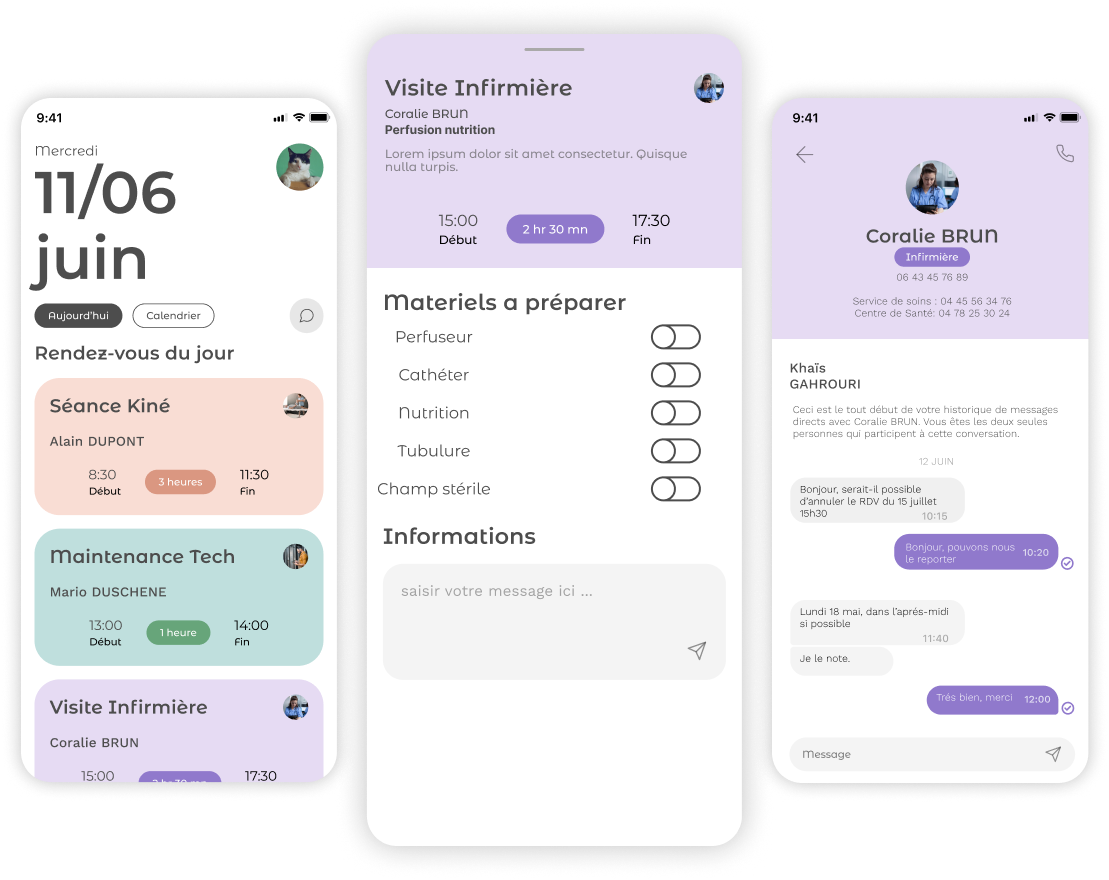 9:41
Mercredi
11/06
juin
Aujourd'hui Calendrier
Rendez-vous du jour
Séance Kiné
Alain DUPONT
8:30 3 heures 11:30
Début Fin
Maintenance Tech
Mario DUSCHENE
13:00 1 heure 14:00
Début Fin
Visite Infirmière
Coralie BRUN
15:00 2 hr 30 mn 17:30
Visite Infirmière
Coralie BRUN
Perfusion nutrition
Lorem ipsum dolor sit amet consectetur. Quisque
nulla turpis.
15:00 2 hr 30 mn 17:30
Début Fin
Materiels a préparer
Perfuseur
Cathéter
Nutrition
Tubulure
Champ stérile
Informations
saisir votre message ici ...
9:41
Coralie BRUN
Infirmière
06 43 45 76 89
Service de soins : 04 45 56 34 76
Centre de Santé: 04 78 25 30 24
Khaïs
GAHROURI
Ceci est le tout début de votre historique de messages
directs avec Coralie BRUN. Vous êtes les deux seules
personnes qui participent à cette conversation.
12 JUIN
Bonjour, serait-il possible
d'annuler le RDV du 15 juillet
15h30
10:15
Bonjour, pouvons nous 10:20
le reporter
Lundi 18 mai, dans l'aprés-midi
si possible
11:40
Je le note.
Trés bien, merci 12:00
Message